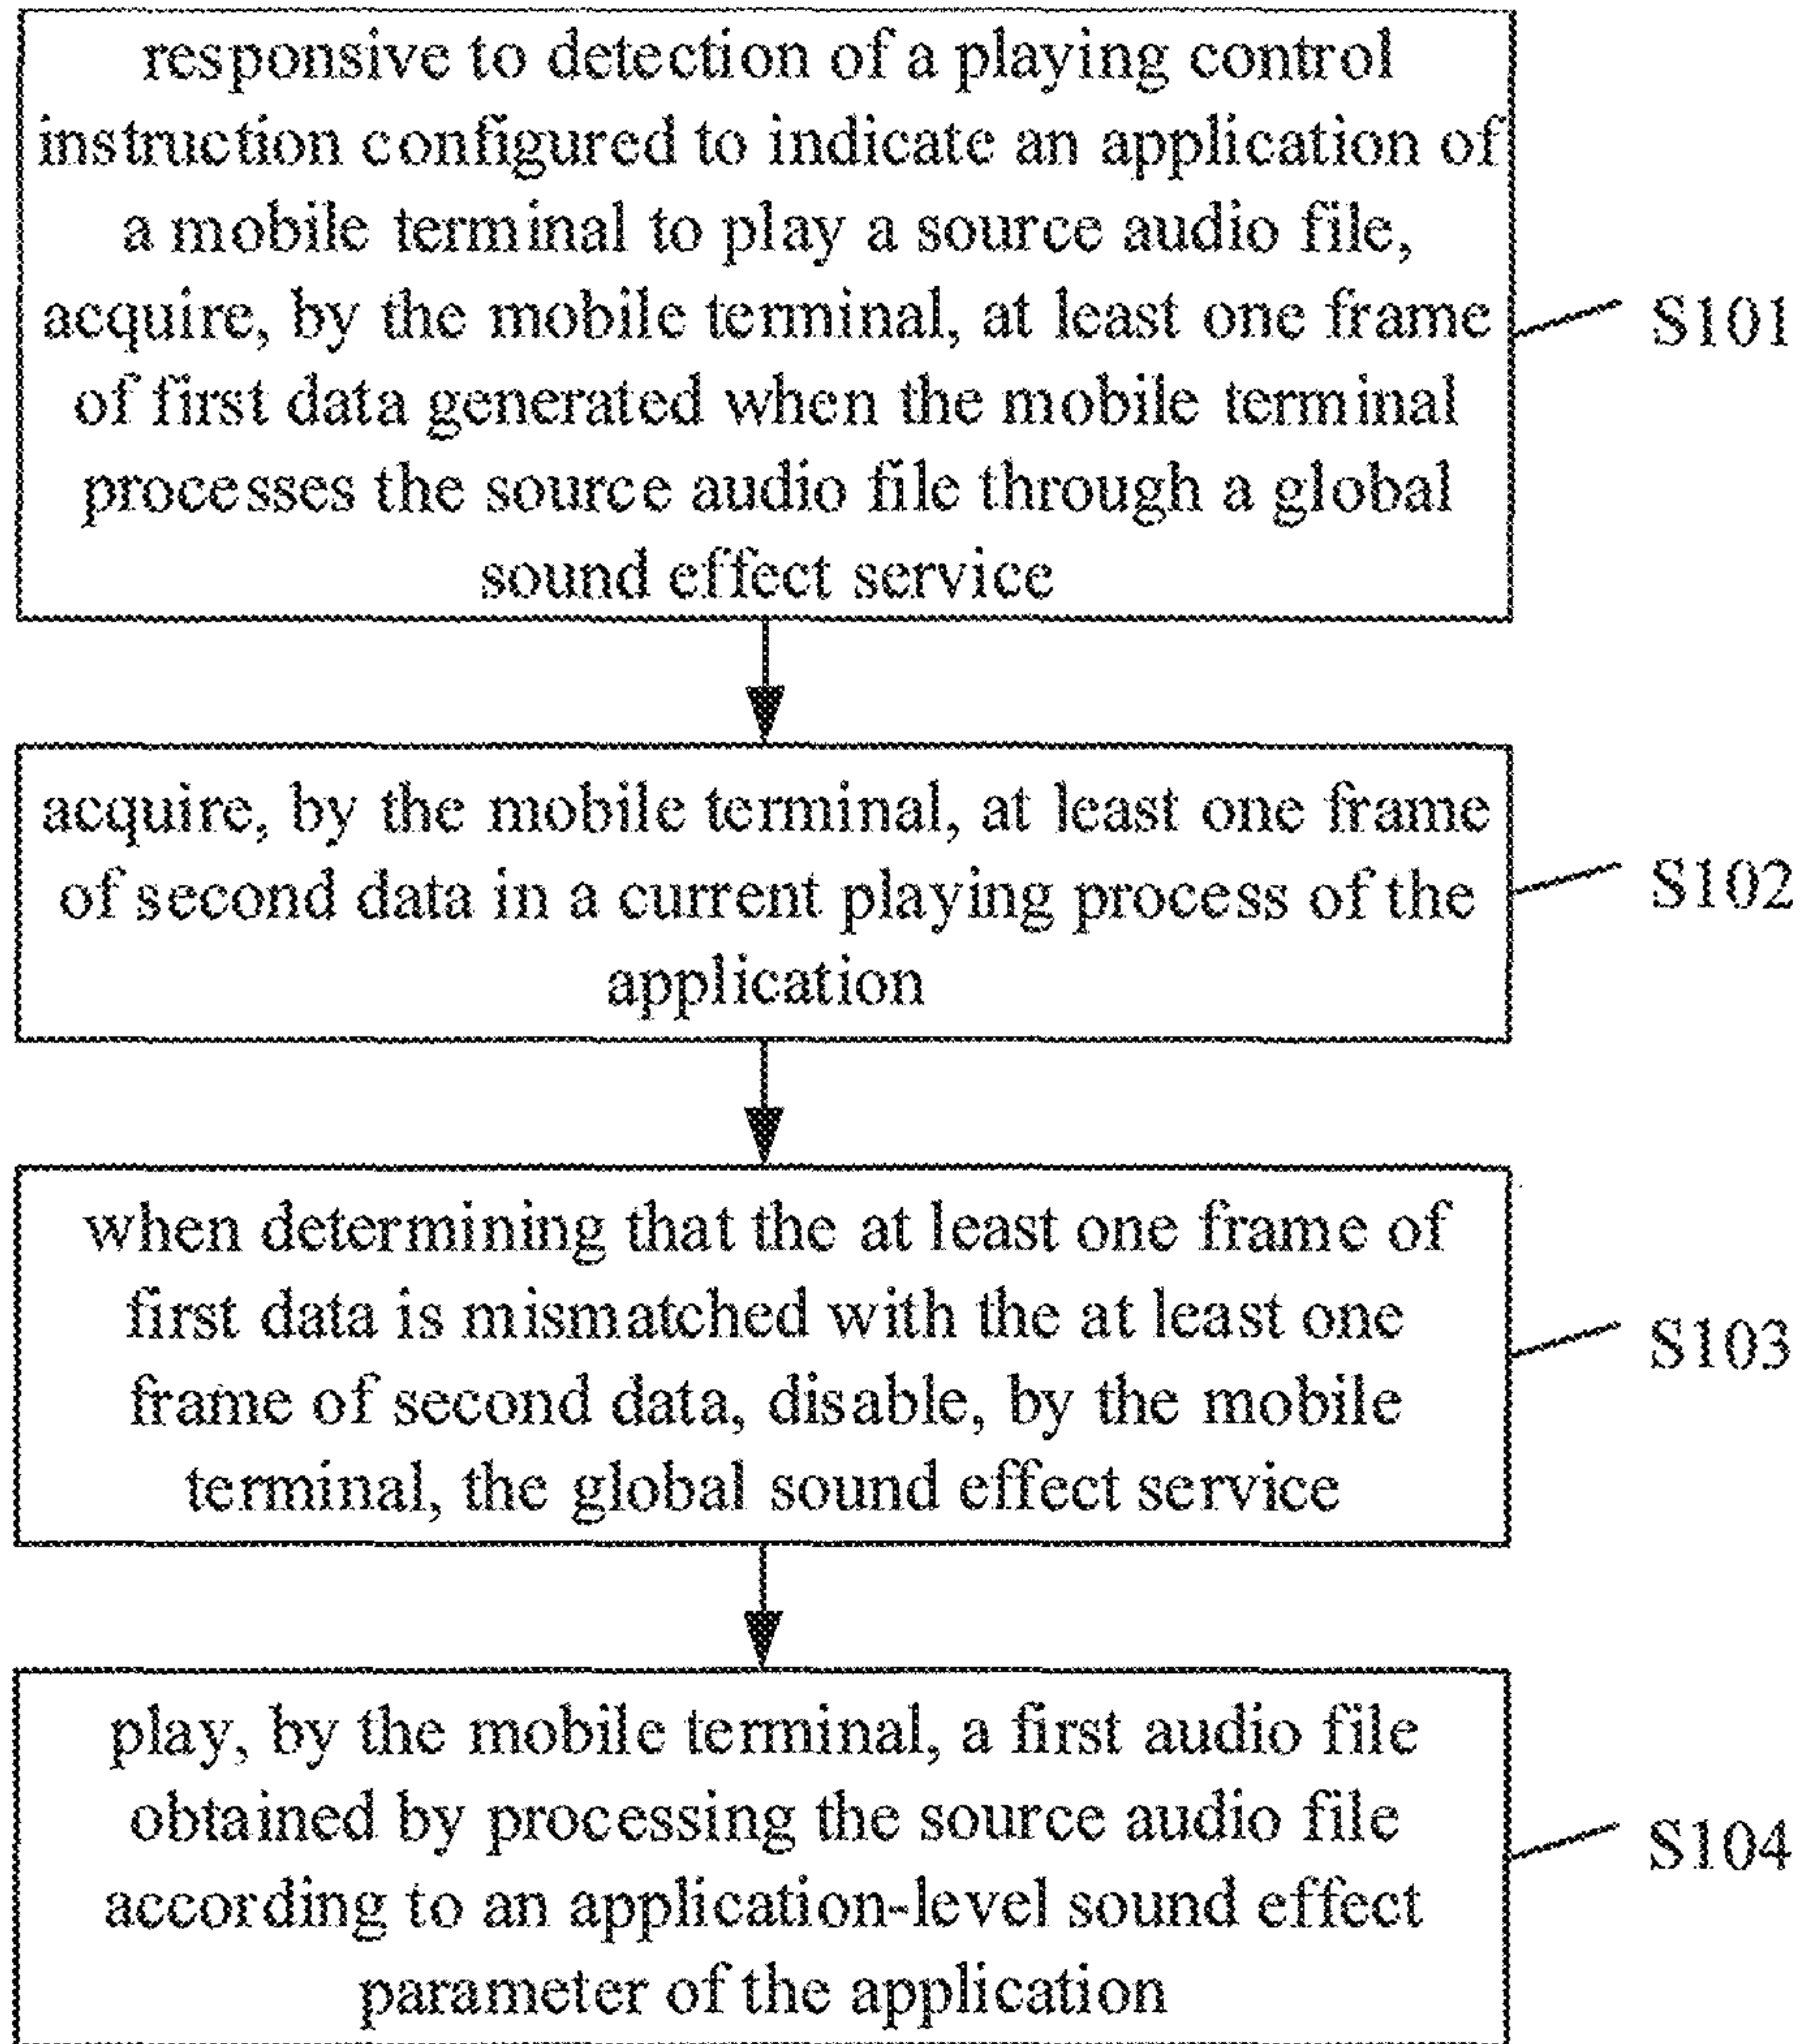 responsive to detection of a playing control
instruction configured to indicate an application of
a mobile terminal to play a source audio file,
acquire, by the mobile terminal, at least one frame
of first data generated when the mobile terminal
processes the source audio file through a global
sound effect service
S101
acquire, by the mobile terminal, at least one frame
of second data in a current playing process of the
application
S102
when determining that the at least one frame of
first data is mismatched with the at least one
frame of second data, disable, by the mobile
terminal, the global sound effect service
S103
play, by the mobile terminal, a first audio file
obtained by processing the source audio file
according to an application-level sound effect
parameter of the application
S104